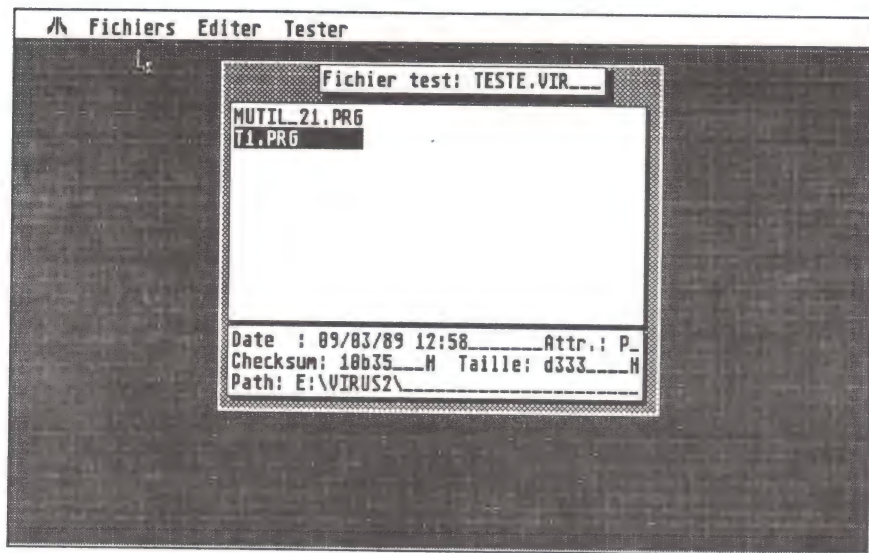 Fichiers Editer Tester
Fichier test: TESTE.VIR___
MUTIL_21.PRG
T1.PRG
Date : 09/03/89 12:58_______Attr.: P_
Checksum: 10b35___H Taille: d333____H
Path: E:\VIRUS2\_______________________